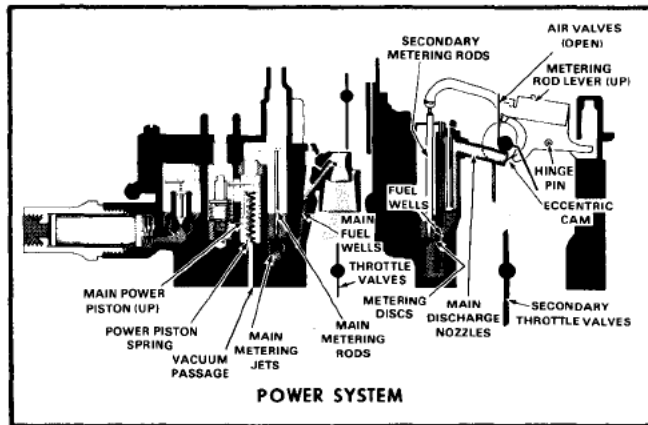 AIR VALVES
(OPEN)
SECONDARY
METERING RODS
METERING
ROD LEVER (UP)
HINGE
PIN
FUEL
WELLS
ECCENTRIC
CAM
MAIN
FUEL
WELLS
THROTTLE
VALVES
MAIN POWER
PISTON (UP)
POWER PISTON
SPRING
VACUUM
PASSAGE
MAIN
METERING
JETS
MAIN
METERING
RODS
METERING
DISCS
MAIN
DISCHARGE
NOZZLES
SECONDARY
THROTTLE VALVES
POWER SYSTEM